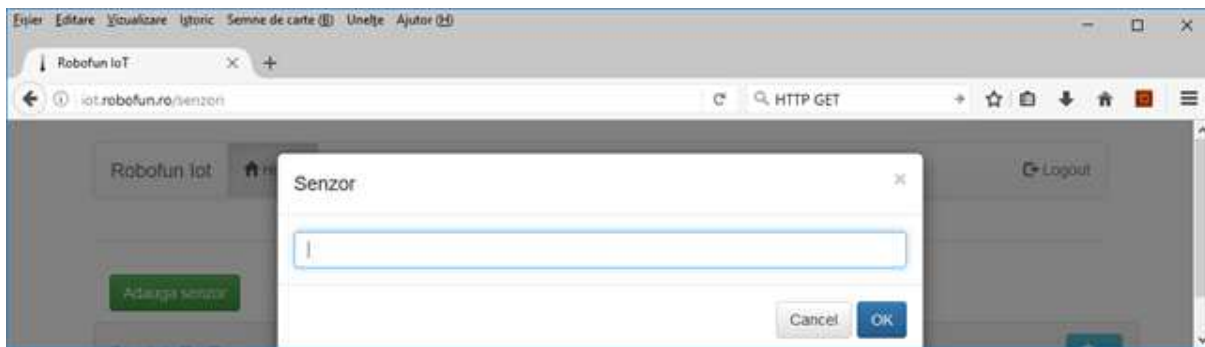 Fișier Editare Vizualizare Istoric Semne de carte (B) Unelte Ajutor (H)
Robofun IoT
iot.robofun.ro/senzori HTTP GET
Robofun Iot Logout
Senzor
Adauga senzor
Cancel OK